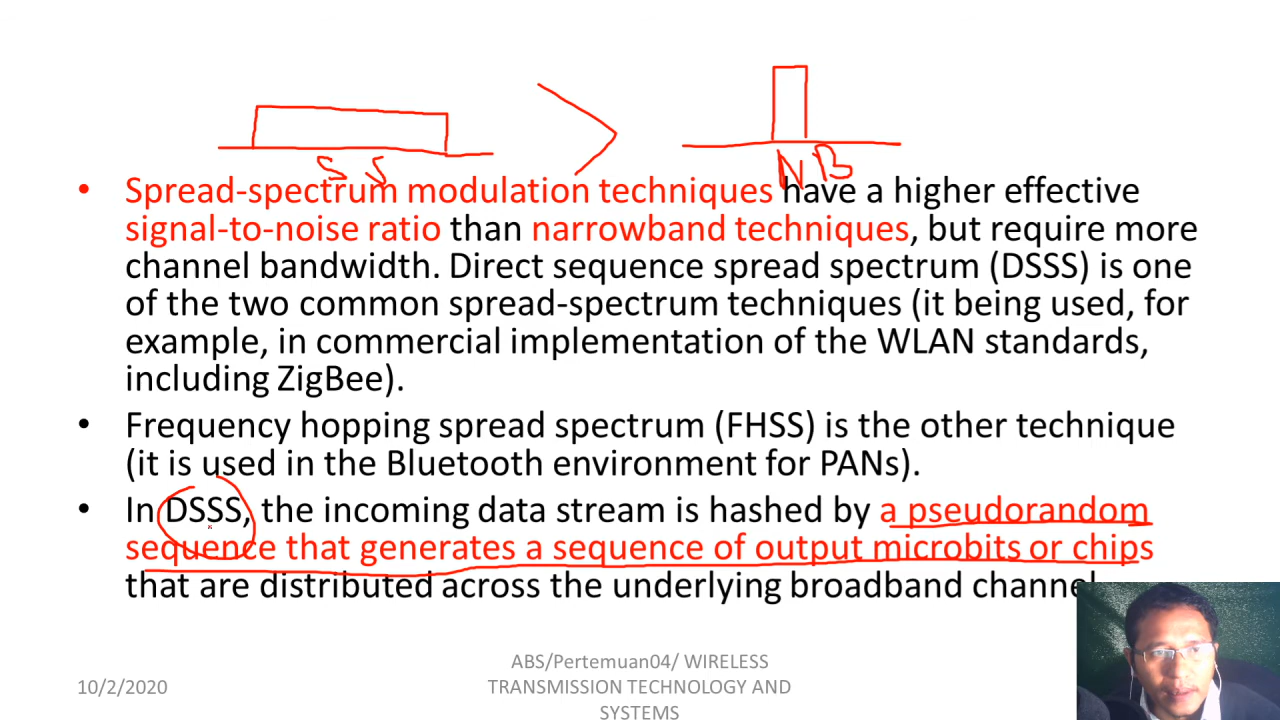 SS
NB
• Spread-spectrum modulation techniques have a higher effective
signal-to-noise ratio than narrowband techniques, but require more
channel bandwidth. Direct sequence spread spectrum (DSSS) is one
of the two common spread-spectrum techniques (it being used, for
example, in commercial implementation of the WLAN standards,
including ZigBee).
• Frequency hopping spread spectrum (FHSS) is the other technique
(it is used in the Bluetooth environment for PANs).
• In DSSS, the incoming data stream is hashed by a pseudorandom
sequence that generates a sequence of output microbits or chips
that are distributed across the underlying broadband channel
10/2/2020
ABS/Pertemuan04/ WIRELESS
TRANSMISSION TECHNOLOGY AND
SYSTEMS